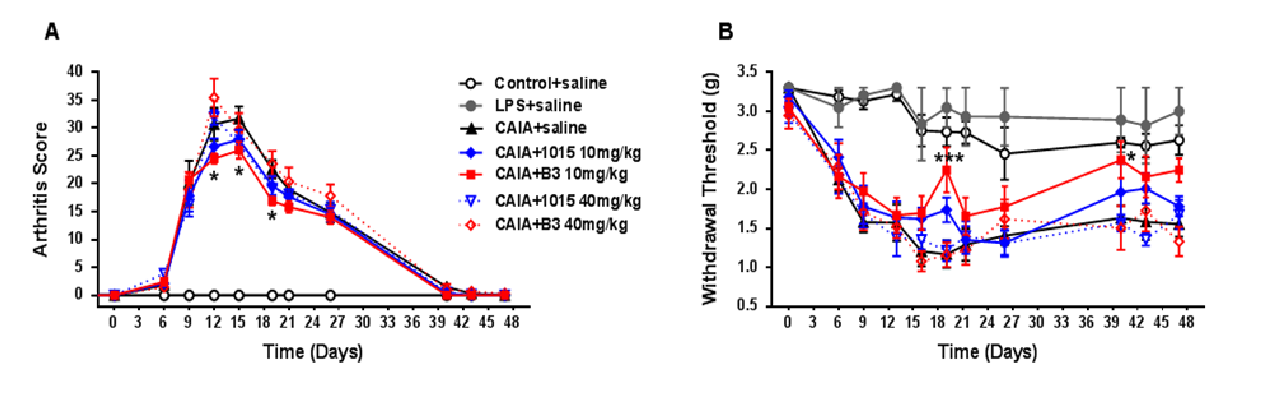 A
B
Arthritis Score
40
35
30
25
20
15
10
5
0
* * *
0 3 6 9 12 15 18 21 24 27 30 33 36 39 42 45 48
Time (Days)
Control+saline
LPS+saline
CAIA+saline
CAIA+1015 10mg/kg
CAIA+B3 10mg/kg
CAIA+1015 40mg/kg
CAIA+B3 40mg/kg
Withdrawal Threshold (g)
3.5
3.0
2.5
2.0
1.5
1.0
0.5
*** *
0 3 6 9 12 15 18 21 24 27 30 33 36 39 42 45 48
Time (Days)